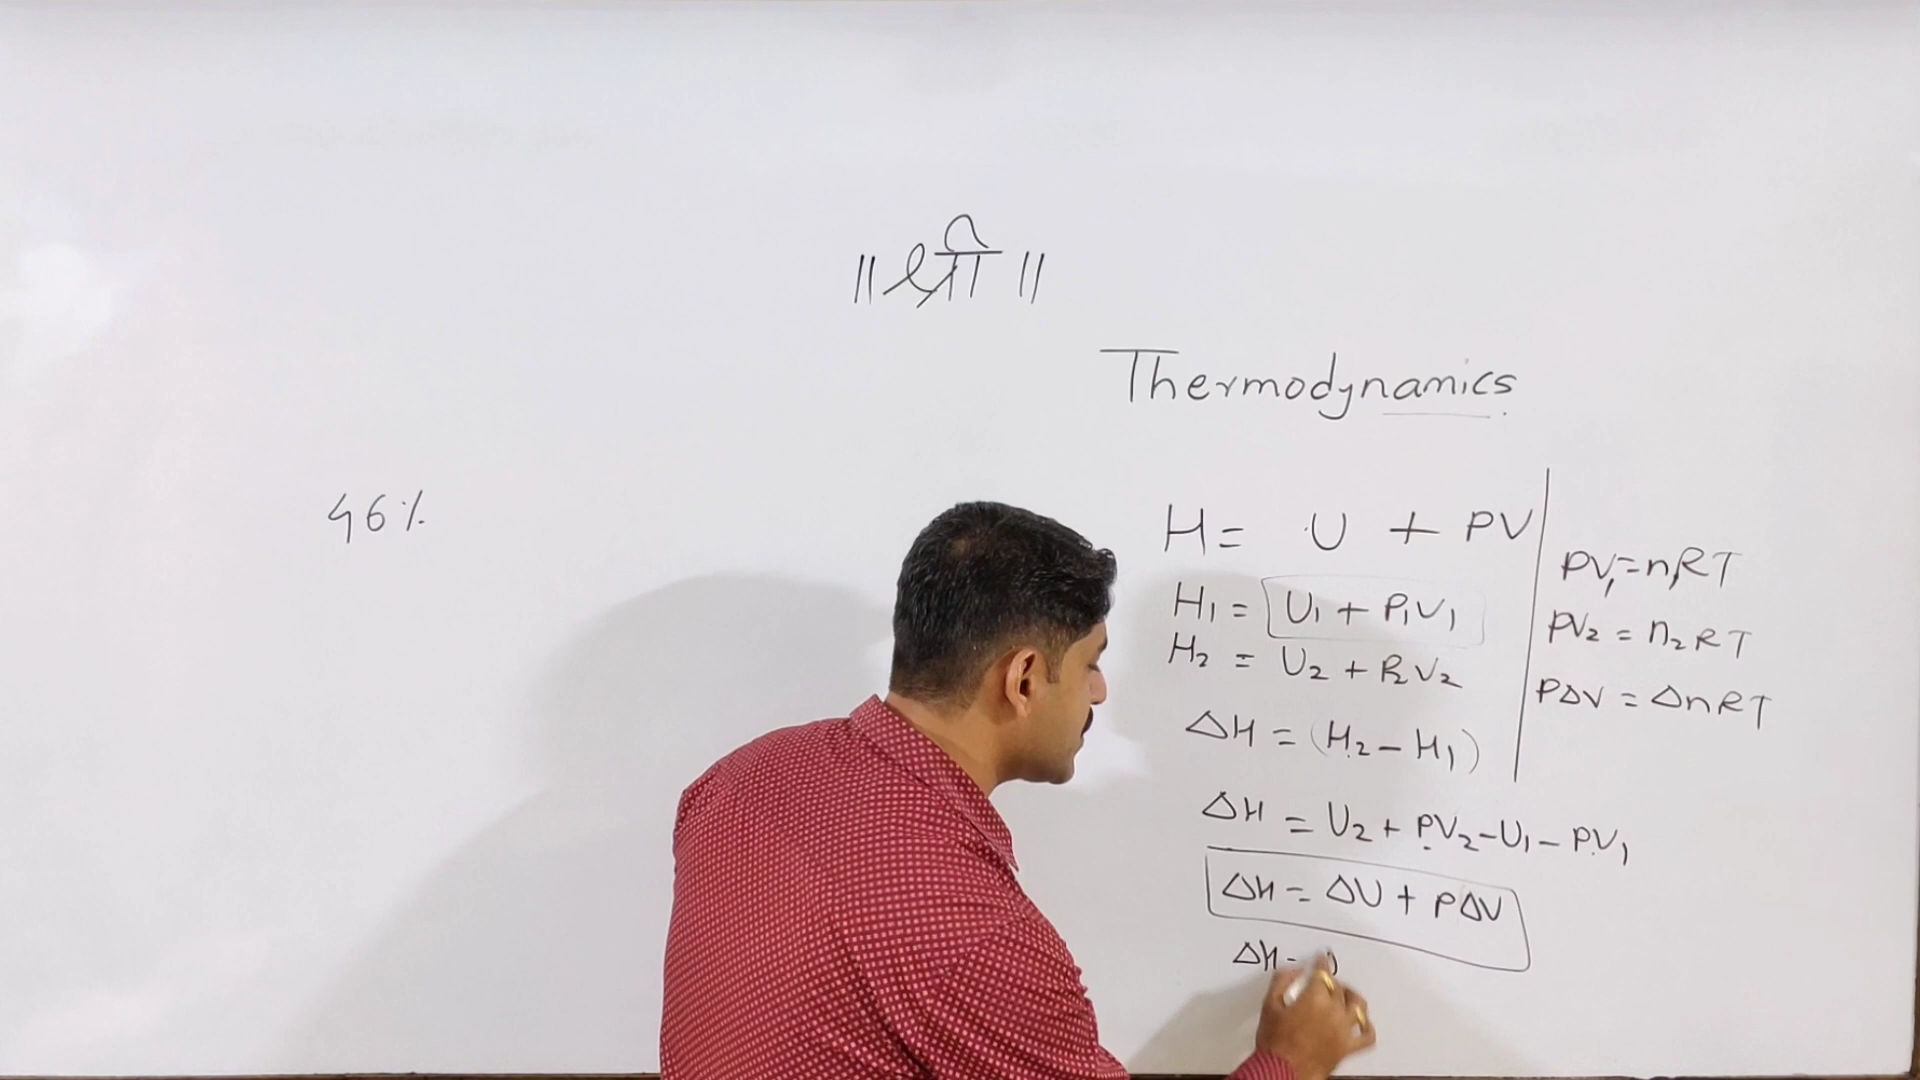 ॥ श्री ॥
Thermodynamics
46%
H = U + PV
H₁ = U₁ + P₁V₁
H₂ = U₂ + P₂V₂
ΔH = (H₂ - H₁)
ΔH = U₂ + PV₂ - U₁ - PV₁
ΔH = ΔU + PΔV
ΔH =
PV₁ = n₁RT
PV₂ = n₂RT
PΔV = ΔnRT